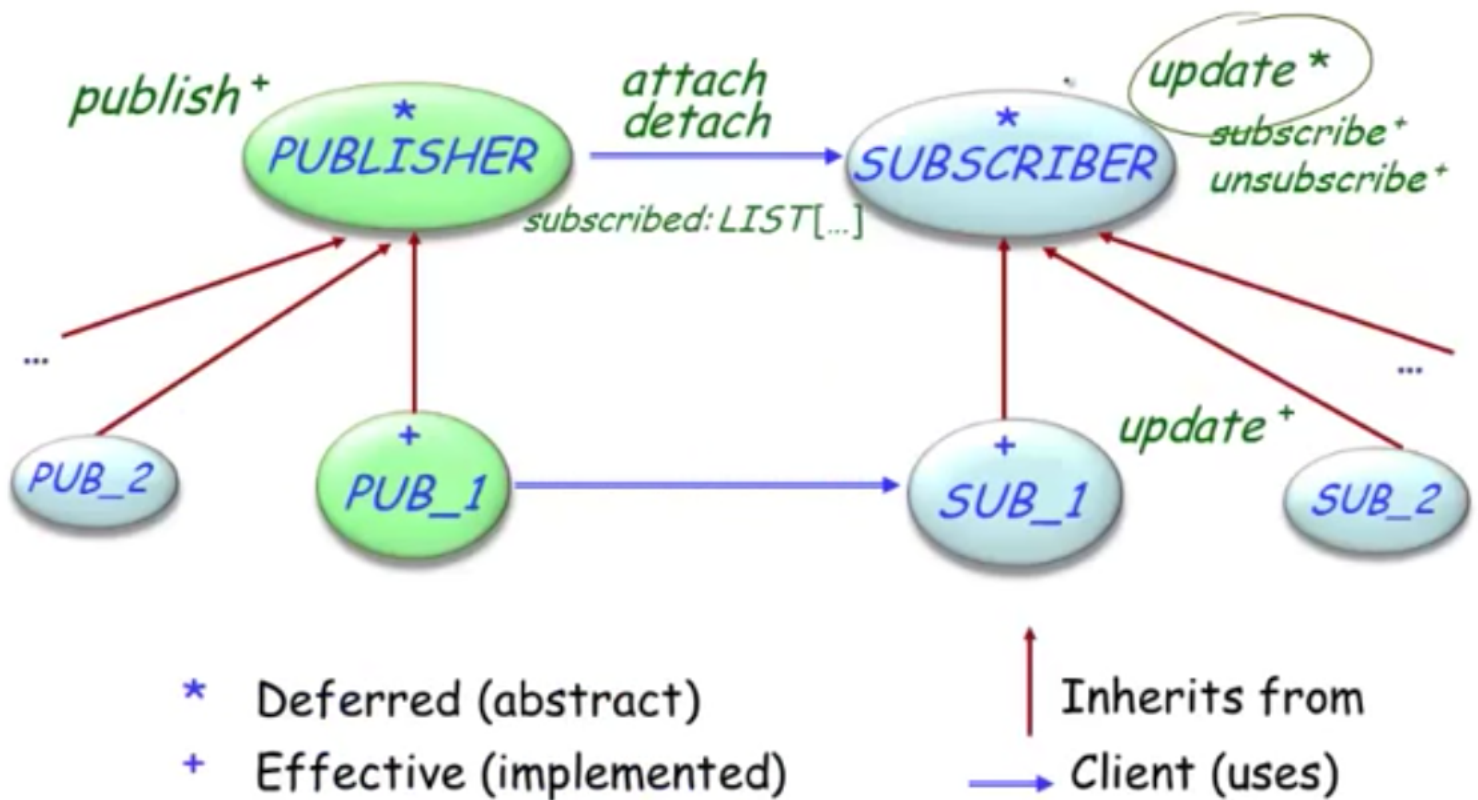 publish +
*
PUBLISHER
attach
detach
subscribed: LIST [...]
*
SUBSCRIBER
update *
subscribe +
unsubscribe +
...
...
PUB_2
+
PUB_1
+
SUB_1
update +
SUB_2
* Deferred (abstract)
+ Effective (implemented)
Inherits from
Client (uses)